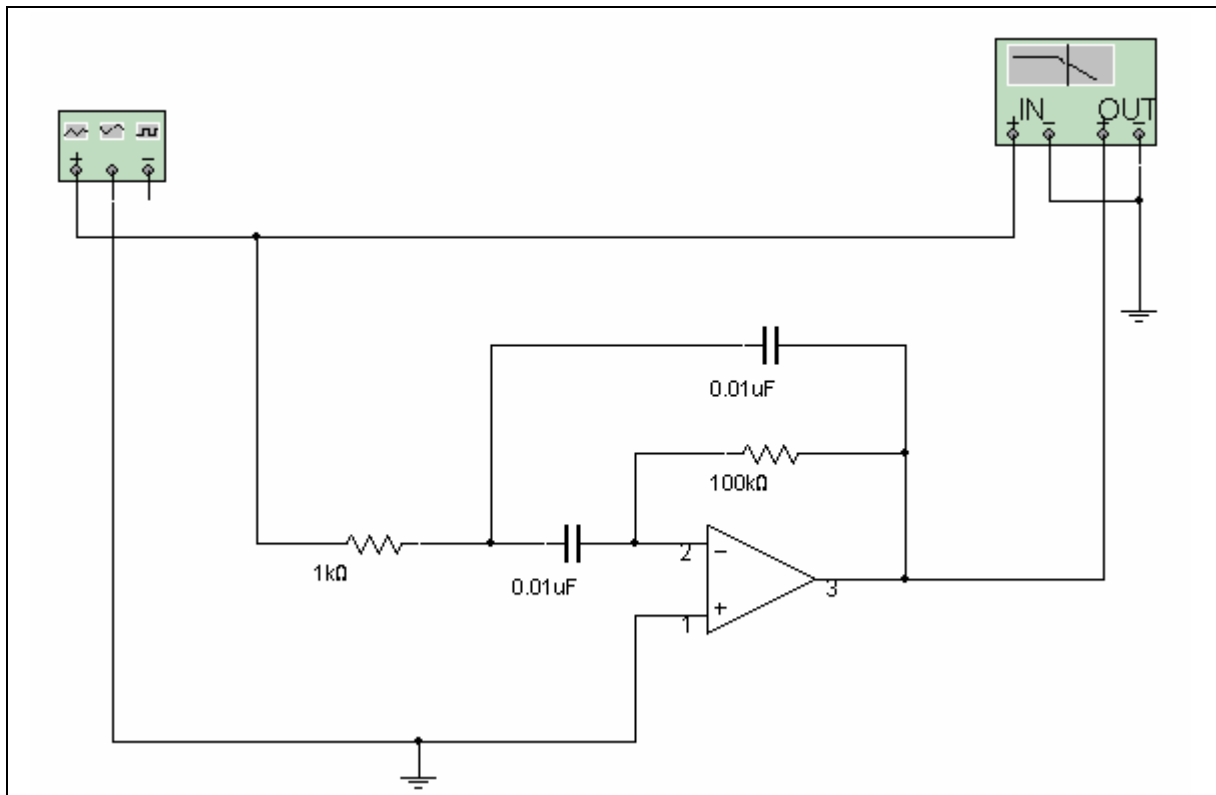 IN OUT
+ - + -
+ -
0.01uF
100kΩ
1kΩ
0.01uF
2
-
+
1
3